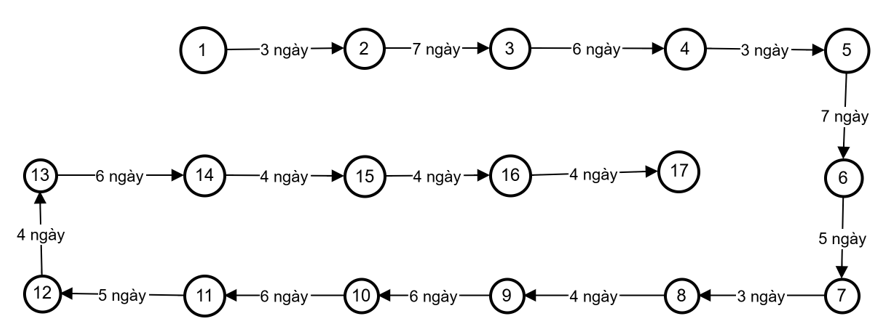 1 3 ngày 2 7 ngày 3 6 ngày 4 3 ngày 5
7 ngày
13 6 ngày 14 4 ngày 15 4 ngày 16 4 ngày 17
6
4 ngày
5 ngày
12 5 ngày 11 6 ngày 10 6 ngày 9 4 ngày 8 3 ngày 7